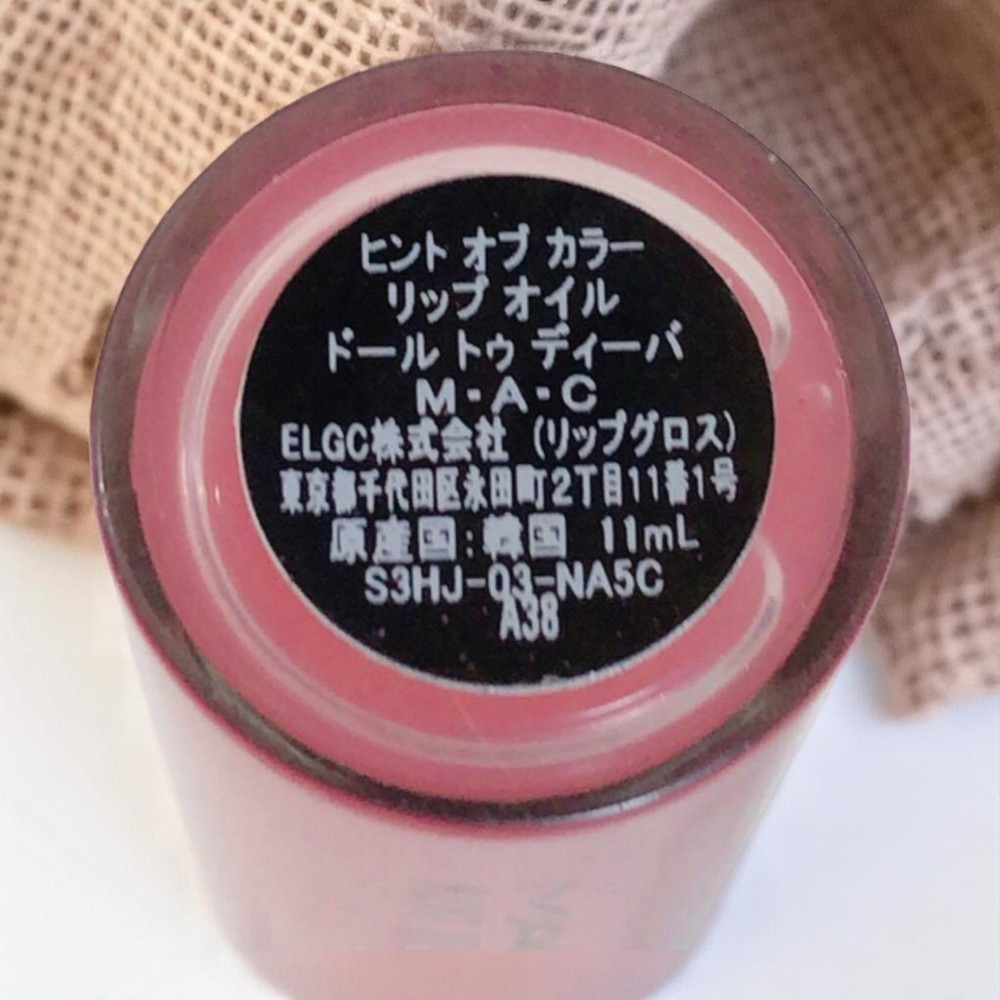 ヒント オブ カラー
リップ オイル
ドール トゥ ディーバ
M・A・C
ELGC株式会社 (リップグロス)
東京都千代田区永田町2丁目11番1号
原産国:韓国 11mL
S3HJ-03-NA5C
A38